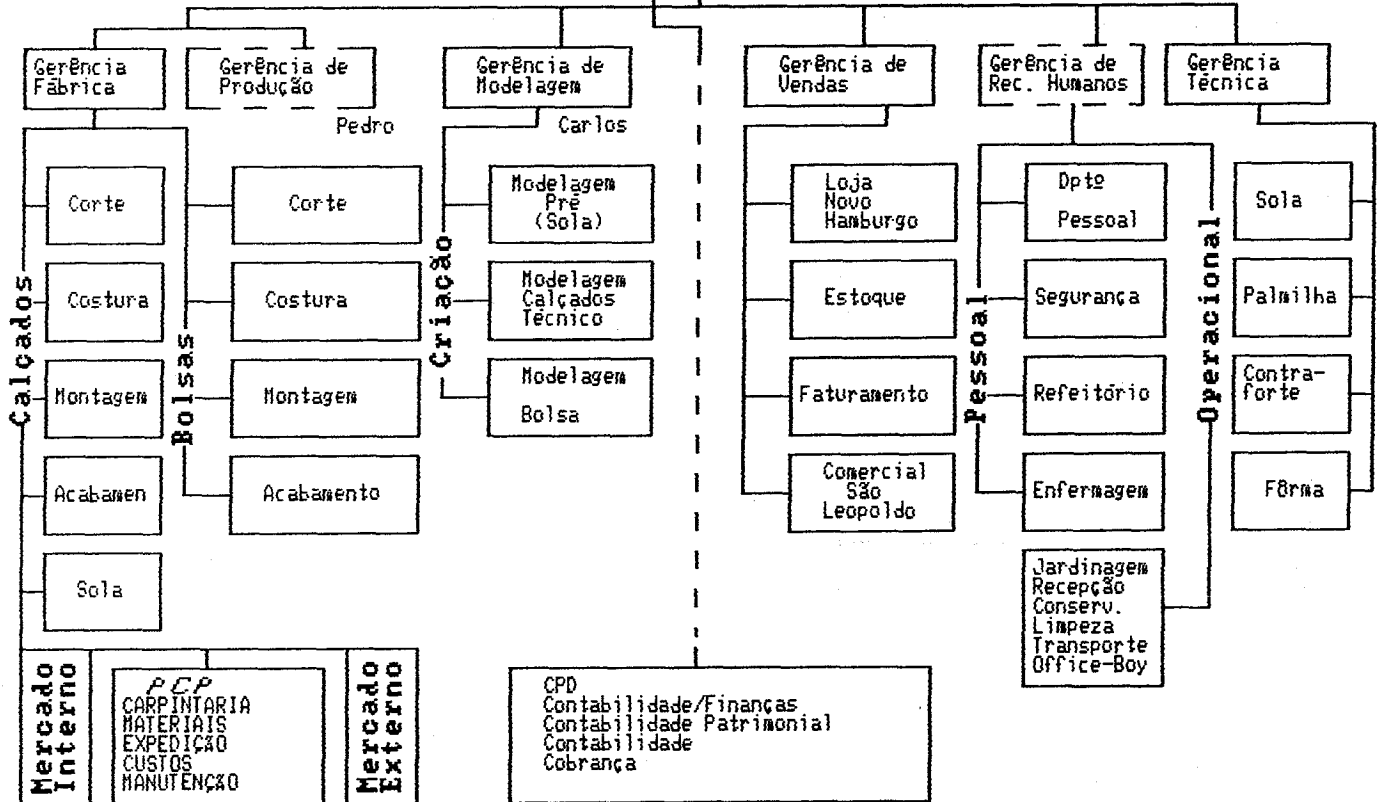 Gerência
Fábrica
Gerência de
Produção
Gerência de
Modelagem
Gerência de
Vendas
Gerência de
Rec. Humanos
Gerência
Técnica
Pedro
Carlos
Calçados
Corte
Costura
Montagem
Acabamen
Sola
Bolsas
Corte
Costura
Montagem
Acabamento
Criação
Modelagem
Pré
(Sola)
Modelagem
Calçados
Técnico
Modelagem
Bolsa
Loja
Novo
Hamburgo
Estoque
Faturamento
Comercial
São
Leopoldo
Pessoal
Dptº
Pessoal
Segurança
Refeitório
Enfermagem
Operacional
Jardinagem
Recepção
Conserv.
Limpeza
Transporte
Office-Boy
Sola
Palmilha
Contra-
forte
Fôrma
Mercado
Interno
PCP
CARPINTARIA
MATERIAIS
EXPEDIÇÃO
CUSTOS
MANUTENÇÃO
Mercado
Externo
CPD
Contabilidade/Finanças
Contabilidade Patrimonial
Contabilidade
Cobrança